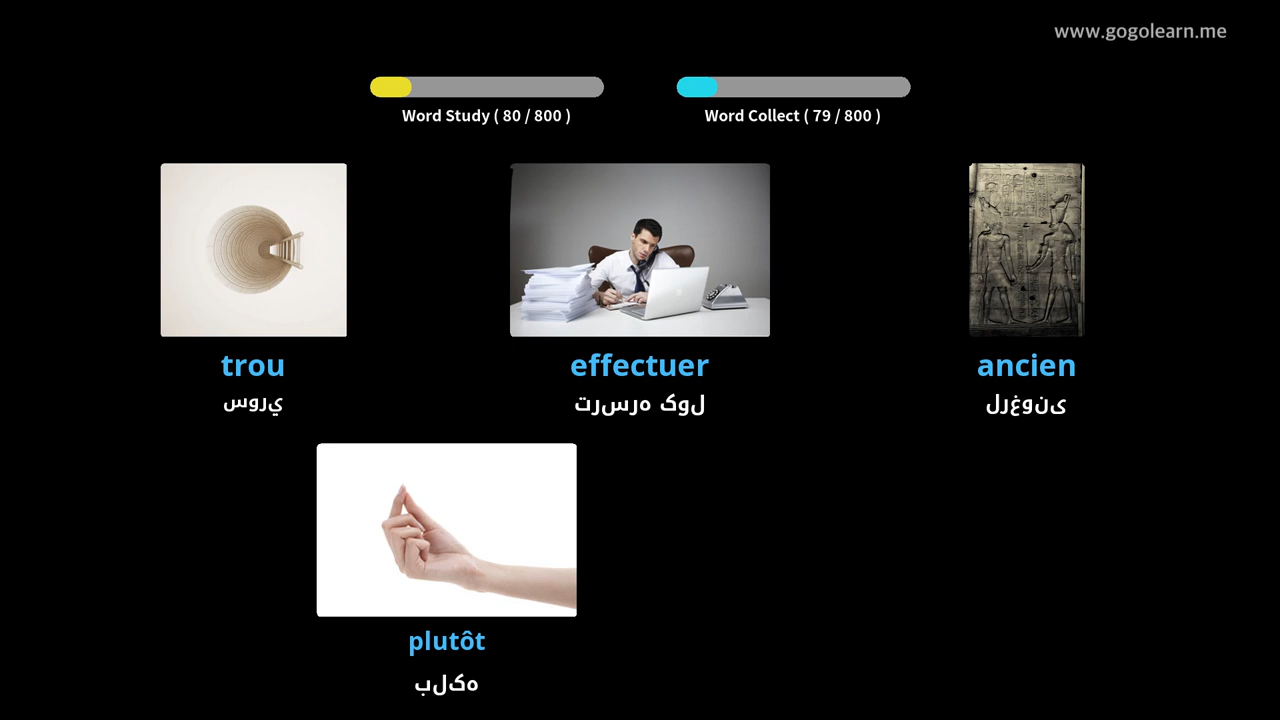 www.gogolearn.me
Word Study ( 80 / 800 )
Word Collect ( 79 / 800 )
trou
سوري
effectuer
ترسره کول
ancien
لرغونی
plutôt
بلکه